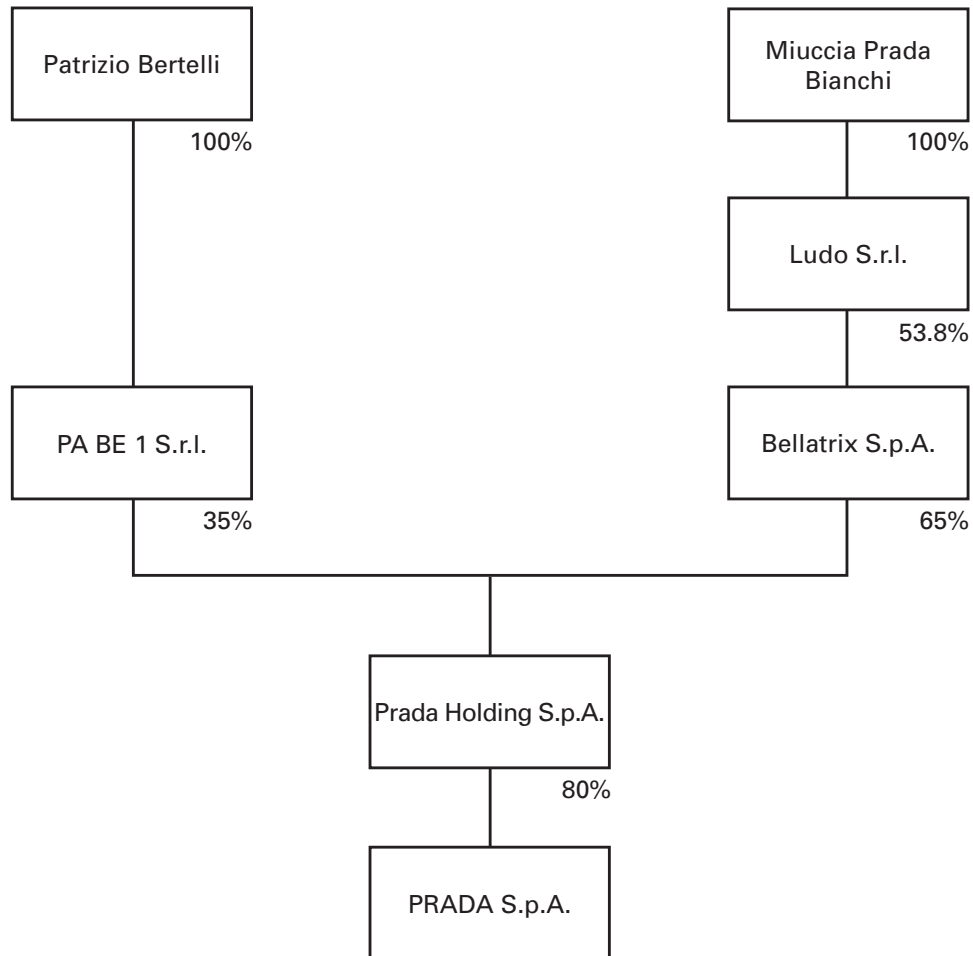 Patrizio Bertelli
Miuccia Prada
Bianchi
100%
100%
Ludo S.r.l.
53.8%
PA BE 1 S.r.l.
Bellatrix S.p.A.
35%
65%
Prada Holding S.p.A.
80%
PRADA S.p.A.